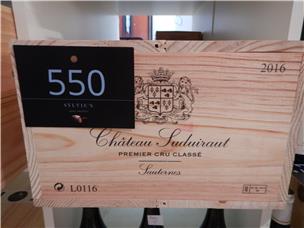 550
SYLVIE'S
2016
Château Suduiraut
PREMIER CRU CLASSÉ
Sauternes
L0116